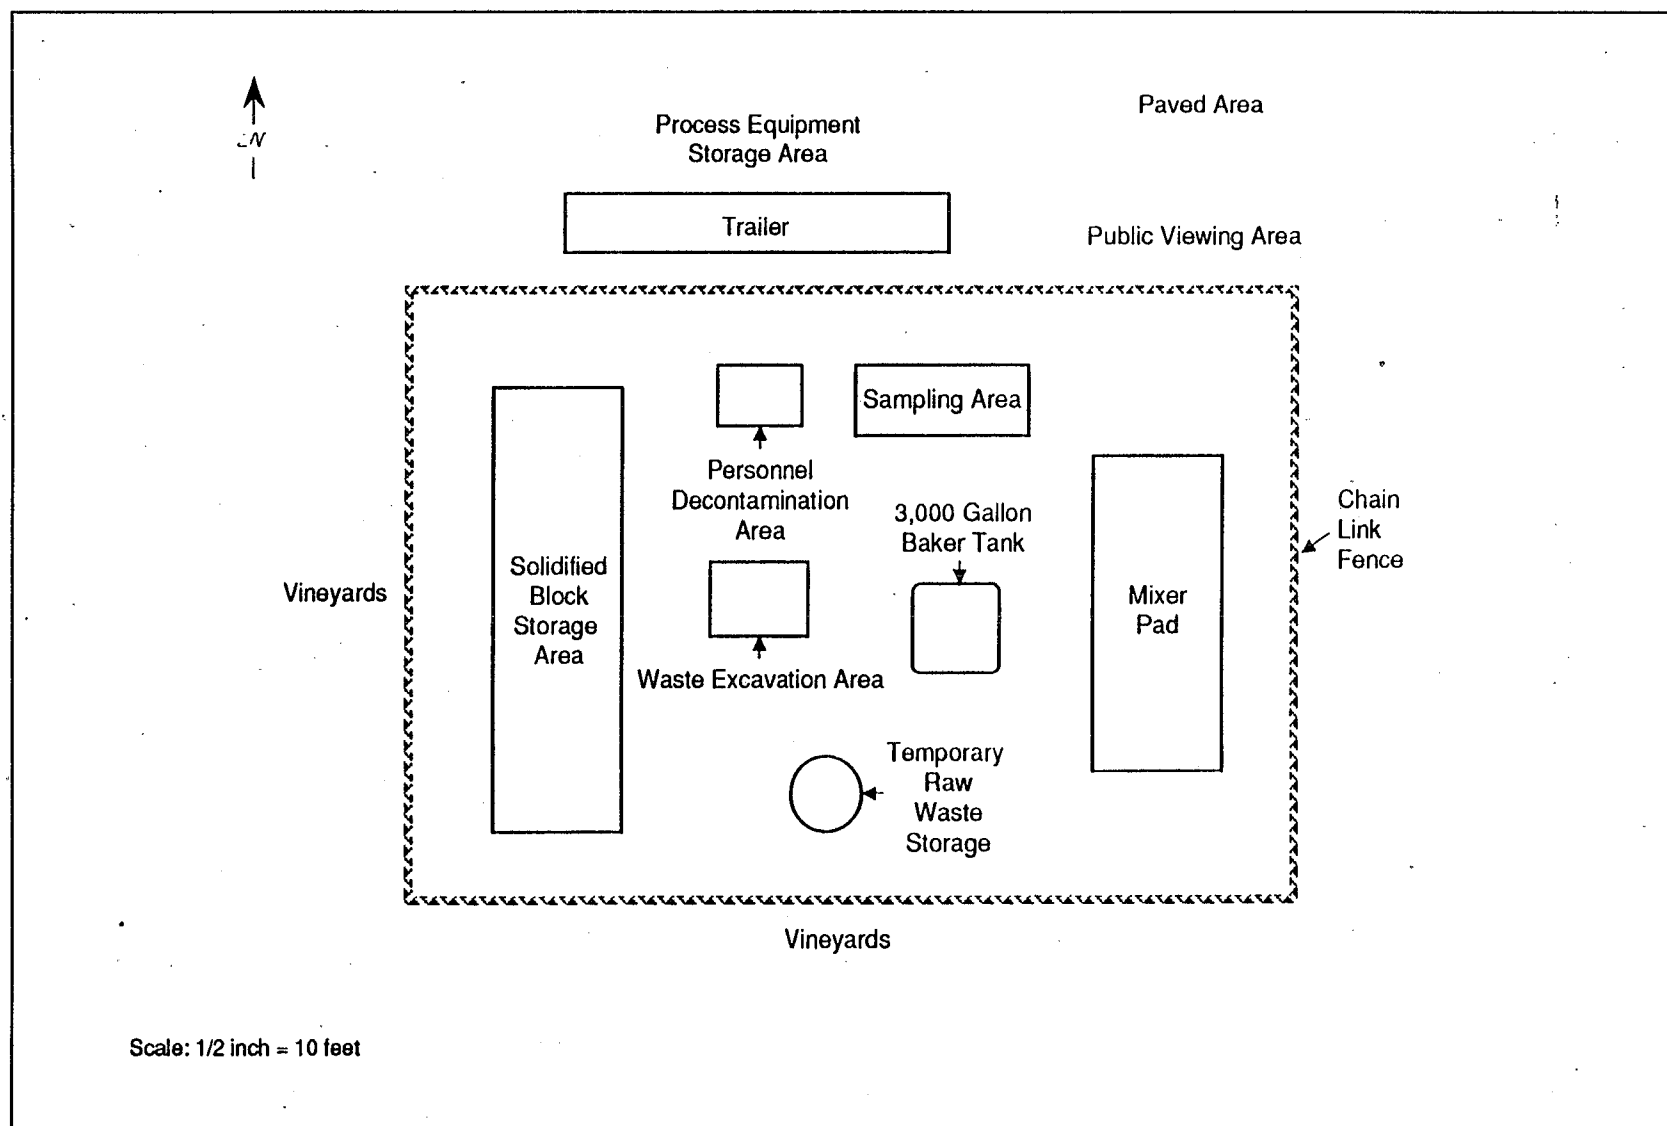 Paved Area
N
Process Equipment
Storage Area
Trailer
Public Viewing Area
Sampling Area
Personnel
Decontamination
Area
3,000 Gallon
Baker Tank
Chain
Link
Fence
Solidified
Block
Storage
Area
Vineyards
Mixer
Pad
Waste Excavation Area
Temporary
Raw
Waste
Storage
Vineyards
Scale: 1/2 inch = 10 feet